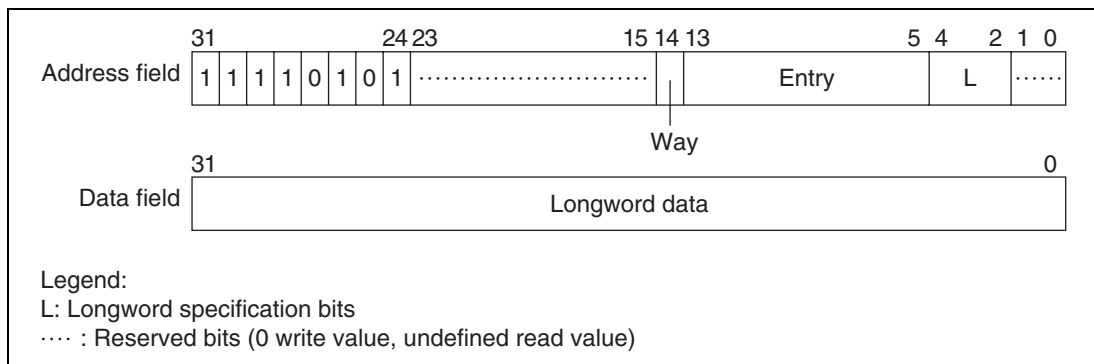 31 24 23 15 14 13 5 4 2 1 0
Address field 1 1 1 1 0 1 0 1 ............................. Entry L ......
Way
31 0
Data field Longword data
Legend:
L: Longword specification bits
···· : Reserved bits (0 write value, undefined read value)